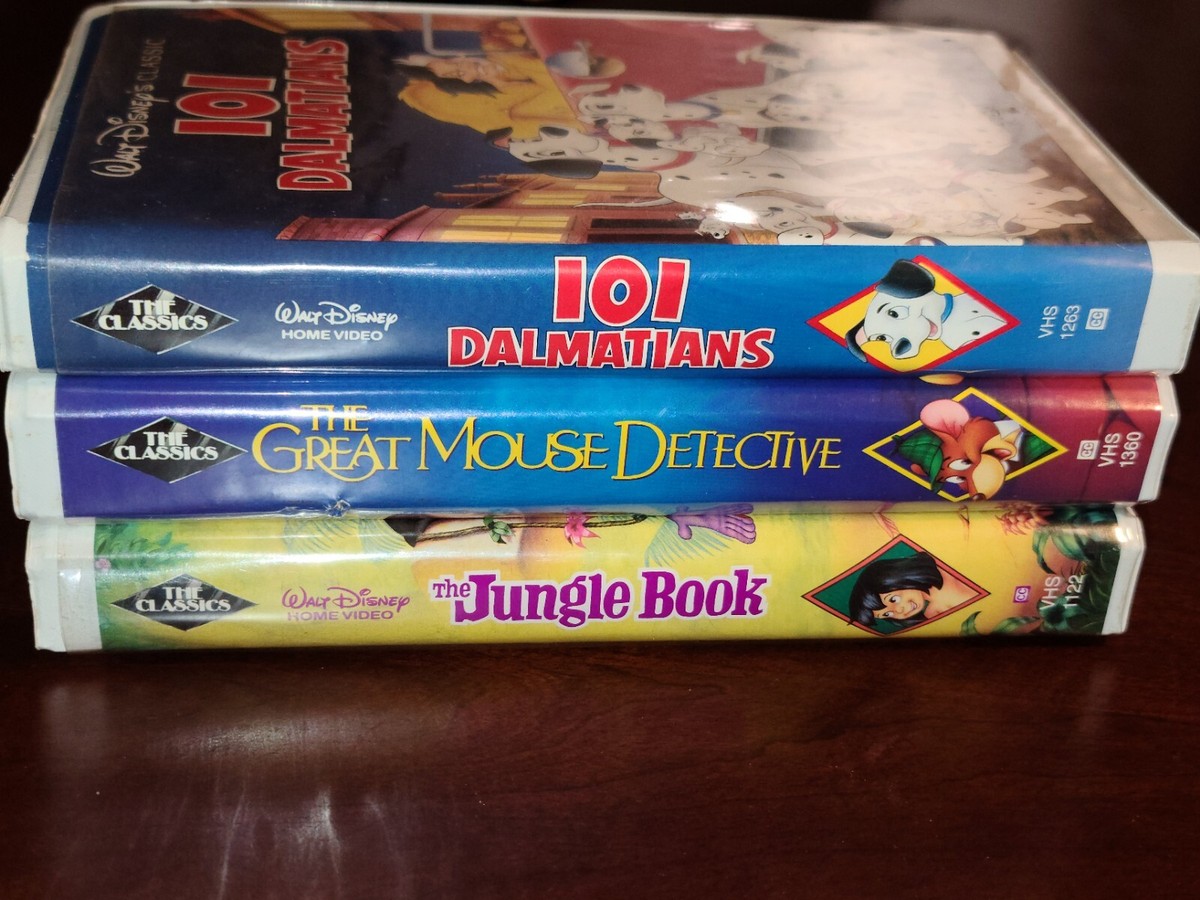 WALT DISNEY'S CLASSIC
101
DALMATIANS
THE
CLASSICS
WALT DISNEY
HOME VIDEO
101
DALMATIANS
VHS
1263
CC
THE
CLASSICS
THE
GREAT MOUSE DETECTIVE
CC
VHS
1360
THE
CLASSICS
WALT DISNEY
HOME VIDEO
The Jungle Book
CC
VHS
1122